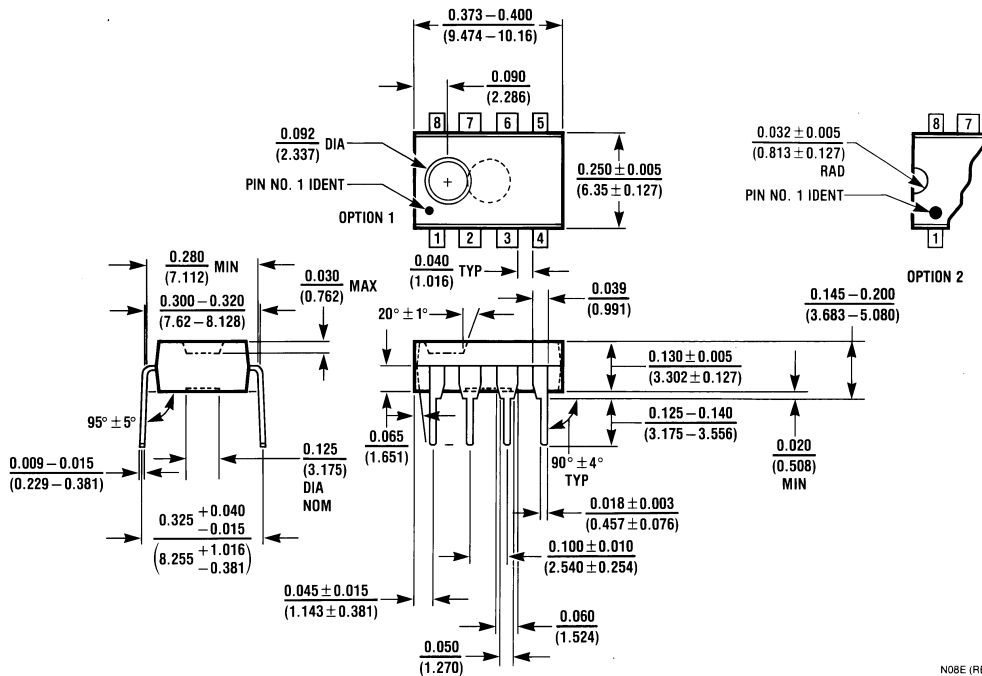 0.373 – 0.400
(9.474 – 10.16)
0.090
(2.286)
8 7 6 5
0.092
(2.337) DIA
+
PIN NO. 1 IDENT
OPTION 1
0.250 ± 0.005
(6.35 ± 0.127)
1 2 3 4
8 7
0.032 ± 0.005
(0.813 ± 0.127)
RAD
PIN NO. 1 IDENT
1
OPTION 2
0.280
(7.112) MIN
0.300 – 0.320
(7.62 – 8.128)
0.030
(0.762) MAX
0.040
(1.016) TYP
20° ± 1°
0.039
(0.991)
0.145 – 0.200
(3.683 – 5.080)
0.130 ± 0.005
(3.302 ± 0.127)
0.125 – 0.140
(3.175 – 3.556)
0.020
(0.508)
MIN
95° ± 5°
0.009 – 0.015
(0.229 – 0.381)
0.125
(3.175)
DIA
NOM
0.065
(1.651)
90° ± 4°
TYP
0.018 ± 0.003
(0.457 ± 0.076)
0.325 +0.040
–0.015
(8.255 +1.016
–0.381)
0.100 ± 0.010
(2.540 ± 0.254)
0.045 ± 0.015
(1.143 ± 0.381)
0.060
(1.524)
0.050
(1.270)
N08E (RE